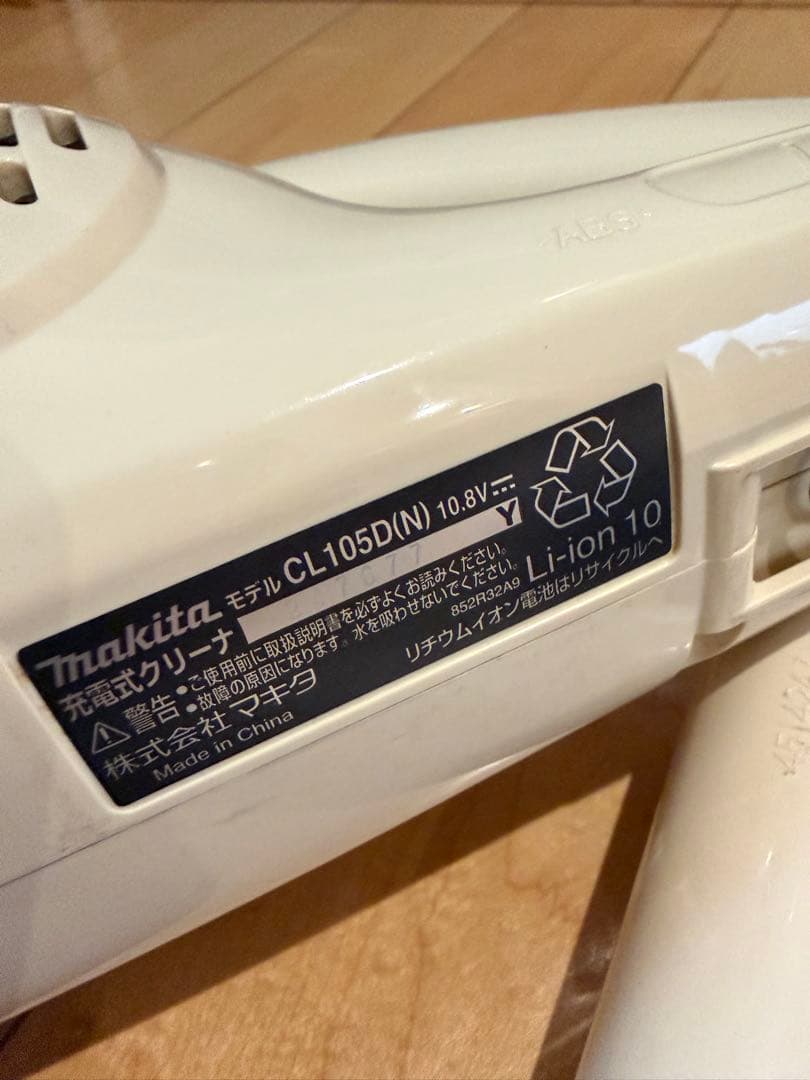 makita モデル CL105D(N) 10.8V
充電式クリーナ Y
警告 •ご使用前に取扱説明書を必ずよくお読みください。
•故障の原因になります。水を吸わせないでください。
株式会社 マキタ 852R32A9 Li-ion 10
Made in China リチウムイオン電池はリサイクルへ